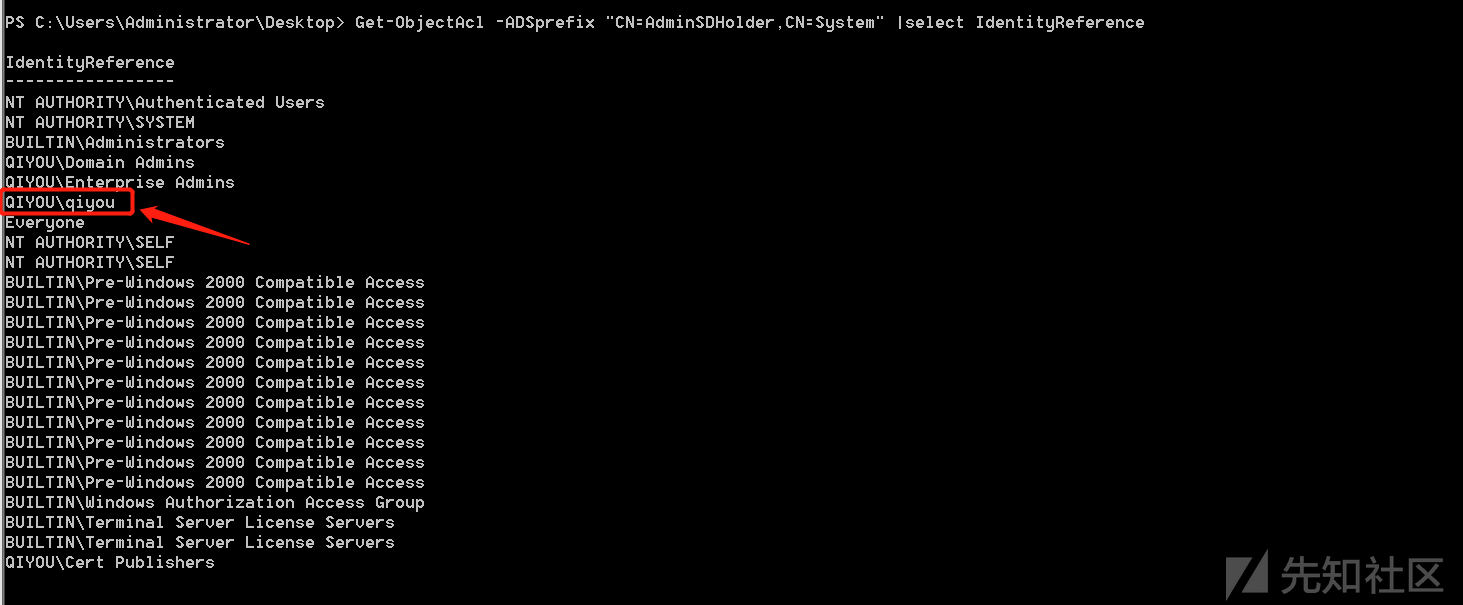 PS C:\Users\Administrator\Desktop> Get-ObjectAcl -ADSprefix "CN=AdminSDHolder,CN=System" |select IdentityReference
IdentityReference
-----------------
NT AUTHORITY\Authenticated Users
NT AUTHORITY\SYSTEM
BUILTIN\Administrators
QIYOU\Domain Admins
QIYOU\Enterprise Admins
QIYOU\qiyou
Everyone
NT AUTHORITY\SELF
NT AUTHORITY\SELF
BUILTIN\Pre-Windows 2000 Compatible Access
BUILTIN\Pre-Windows 2000 Compatible Access
BUILTIN\Pre-Windows 2000 Compatible Access
BUILTIN\Pre-Windows 2000 Compatible Access
BUILTIN\Pre-Windows 2000 Compatible Access
BUILTIN\Pre-Windows 2000 Compatible Access
BUILTIN\Pre-Windows 2000 Compatible Access
BUILTIN\Pre-Windows 2000 Compatible Access
BUILTIN\Pre-Windows 2000 Compatible Access
BUILTIN\Pre-Windows 2000 Compatible Access
BUILTIN\Pre-Windows 2000 Compatible Access
BUILTIN\Windows Authorization Access Group
BUILTIN\Terminal Server License Servers
BUILTIN\Terminal Server License Servers
QIYOU\Cert Publishers
先知社区